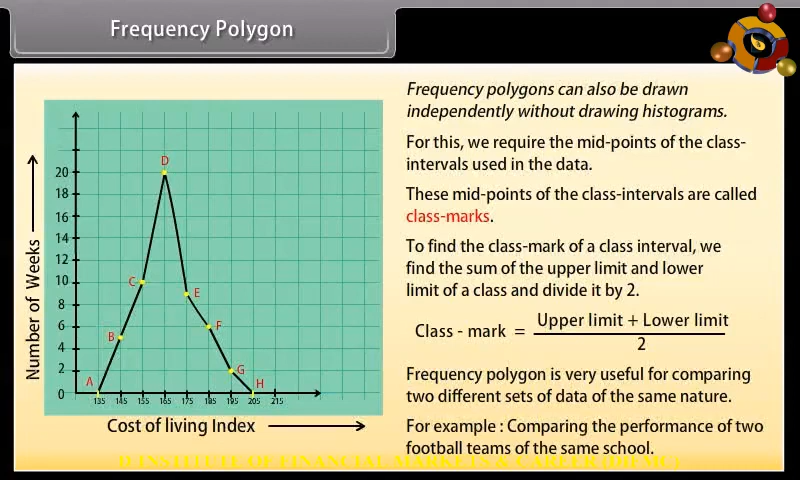 Frequency Polygon
Frequency polygons can also be drawn
independently without drawing histograms.
For this, we require the mid-points of the class-
intervals used in the data.
These mid-points of the class-intervals are called
class-marks.
To find the class-mark of a class interval, we
find the sum of the upper limit and lower
limit of a class and divide it by 2.
Class - mark = Upper limit + Lower limit
2
Frequency polygon is very useful for comparing
two different sets of data of the same nature.
For example : Comparing the performance of two
football teams of the same school.
Number of Weeks
20
18
16
14
12
10
8
6
4
2
0
A
B
C
D
E
F
G
H
135 145 155 165 175 185 195 205 215
Cost of living Index
INSTITUTE OF FINANCIAL MARKETS & CAREER